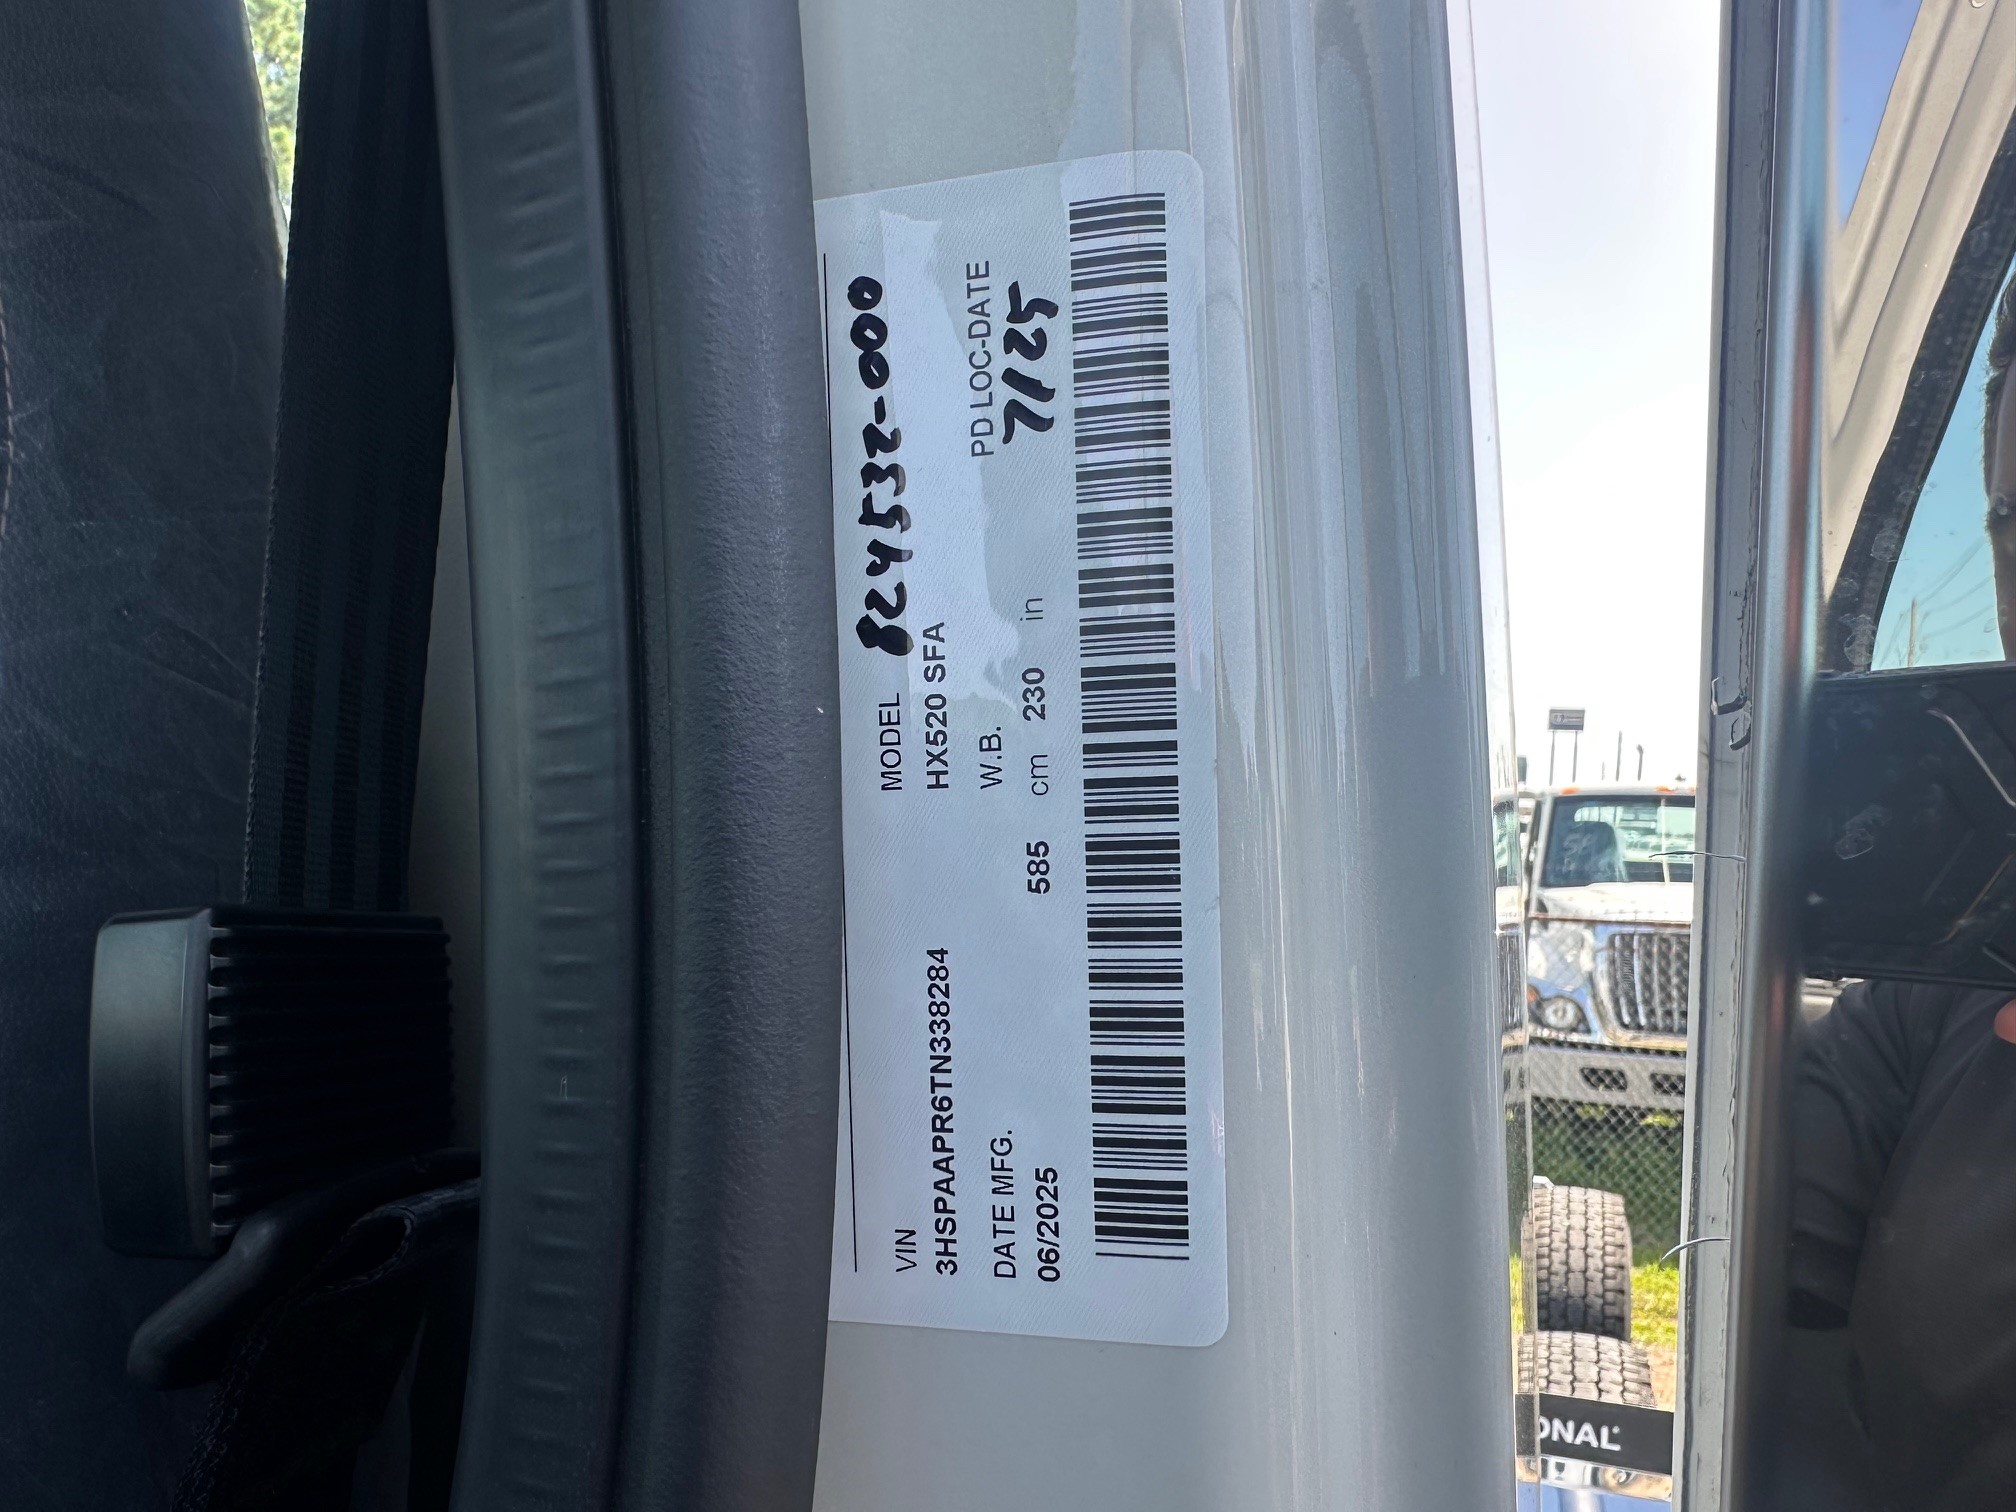 824532-000
VIN MODEL
3HSPAAPR6TN338284 HX520 SFA
DATE MFG. W.B. PD LOC-DATE
06/2025 585 cm 230 in 7/25
ONAL